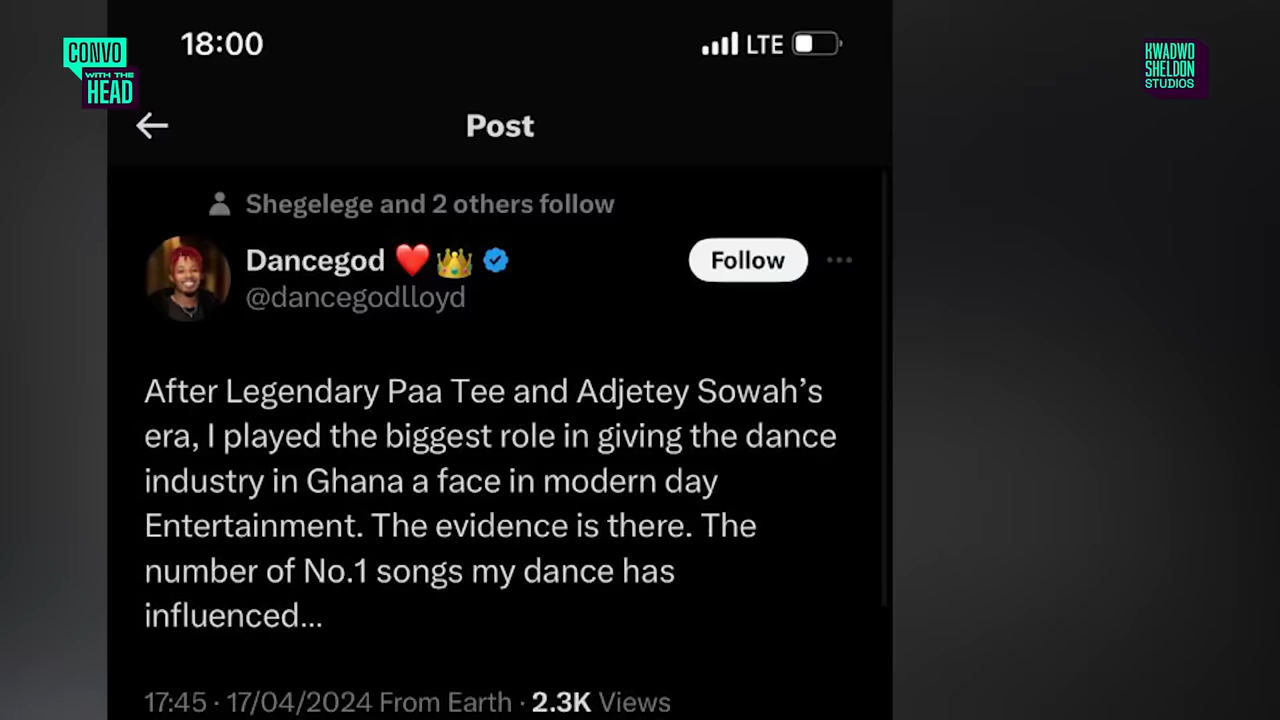 CONVO
WITH THE
HEAD
KWADWO
SHELDON
STUDIOS
18:00
LTE
Post
Shegelege and 2 others follow
Dancegod ❤️👑
@dancegodlloyd
Follow
After Legendary Paa Tee and Adjetey Sowah’s
era, I played the biggest role in giving the dance
industry in Ghana a face in modern day
Entertainment. The evidence is there. The
number of No.1 songs my dance has
influenced...
17:45 · 17/04/2024 From Earth · 2.3K Views